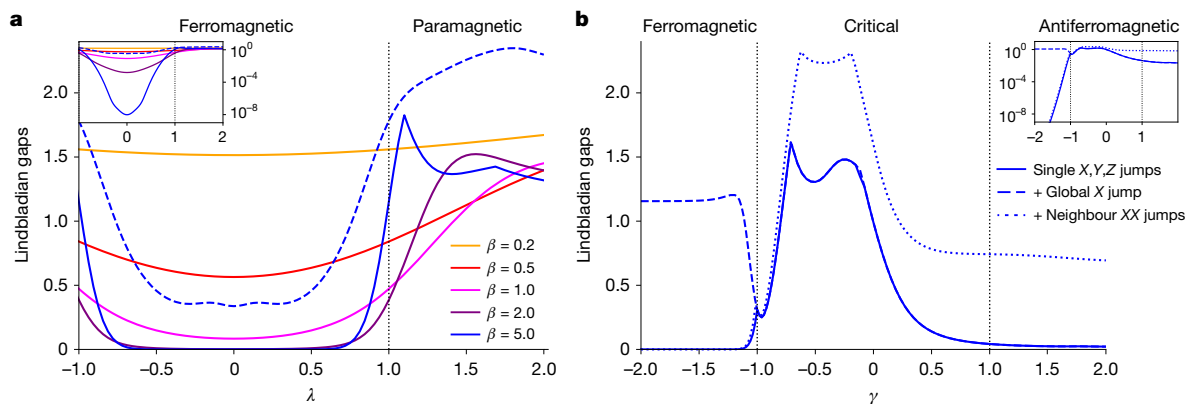 a
Ferromagnetic
Paramagnetic
10^0
10^−4
10^−8
0
1
2
Lindbladian gaps
2.0
1.5
1.0
0.5
0
β = 0.2
β = 0.5
β = 1.0
β = 2.0
β = 5.0
−1.0
−0.5
0
0.5
1.0
1.5
2.0
λ
b
Ferromagnetic
Critical
Antiferromagnetic
10^0
10^−4
10^−8
−2
−1
0
1
Lindbladian gaps
2.0
1.5
1.0
0.5
0
Single X,Y,Z jumps
+ Global X jump
+ Neighbour XX jumps
−2.0
−1.5
−1.0
−0.5
0
0.5
1.0
1.5
2.0
γ